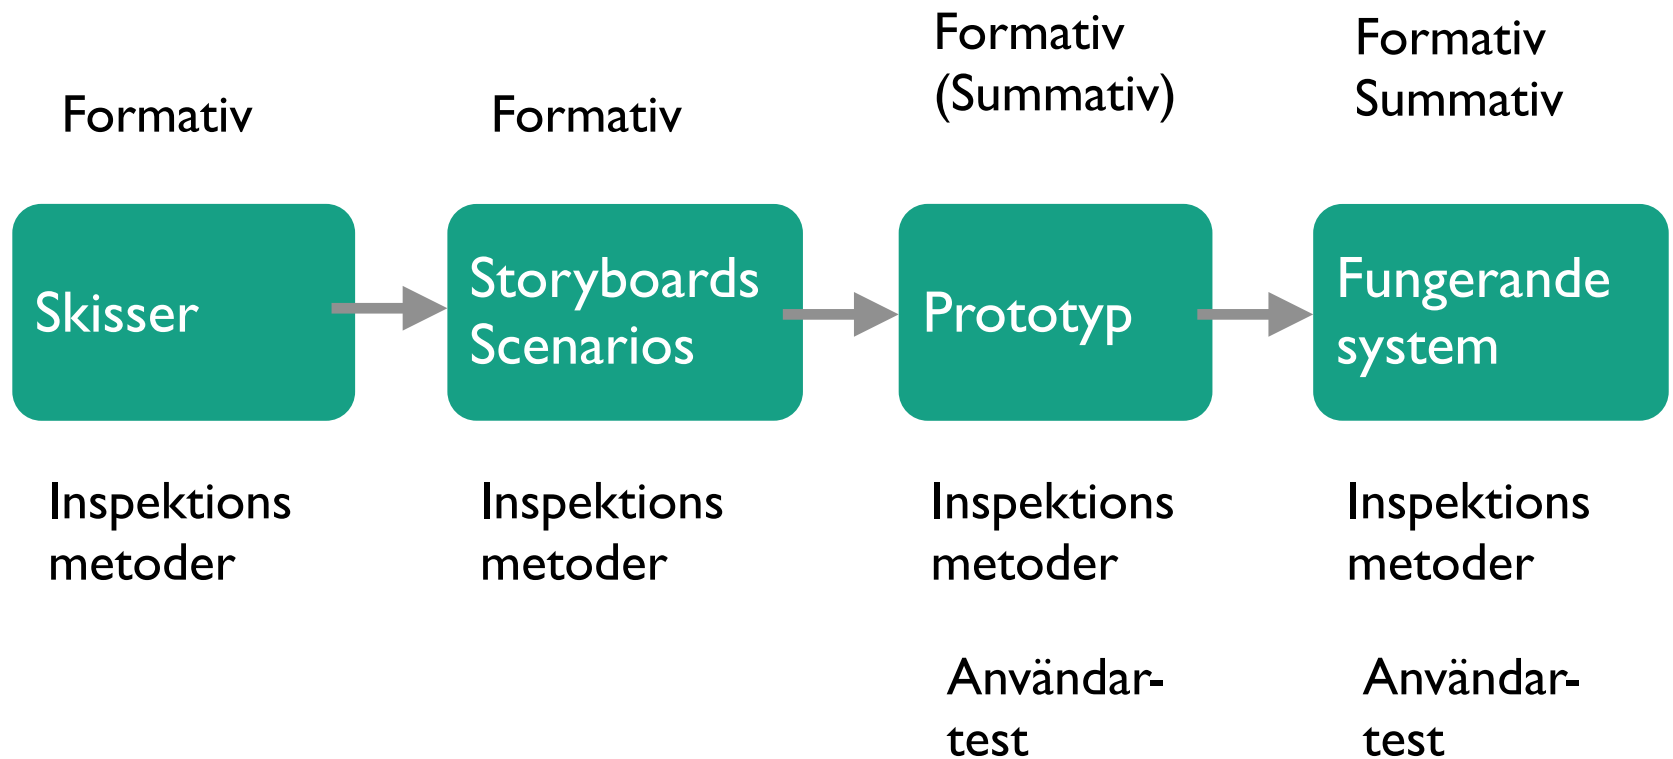 Formativ
Formativ
Formativ
(Summativ)
Formativ
Summativ
Skisser
Storyboards
Scenarios
Prototyp
Fungerande
system
Inspektions
metoder
Inspektions
metoder
Inspektions
metoder
Inspektions
metoder
Användar-
test
Användar-
test